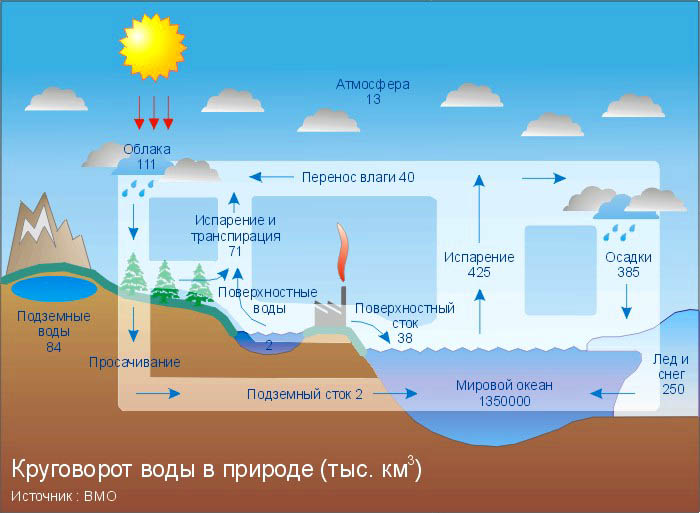 Атмосфера
13
Облака
111
Перенос влаги 40
Испарение и
транспирация
71
Испарение
425
Осадки
385
Поверхностные
воды
2
Поверхностный
сток
38
Подземные
воды
84
Просачивание
Лед и
снег
250
Подземный сток 2
Мировой океан
1350000
Круговорот воды в природе (тыс. км³)
Источник : ВМО